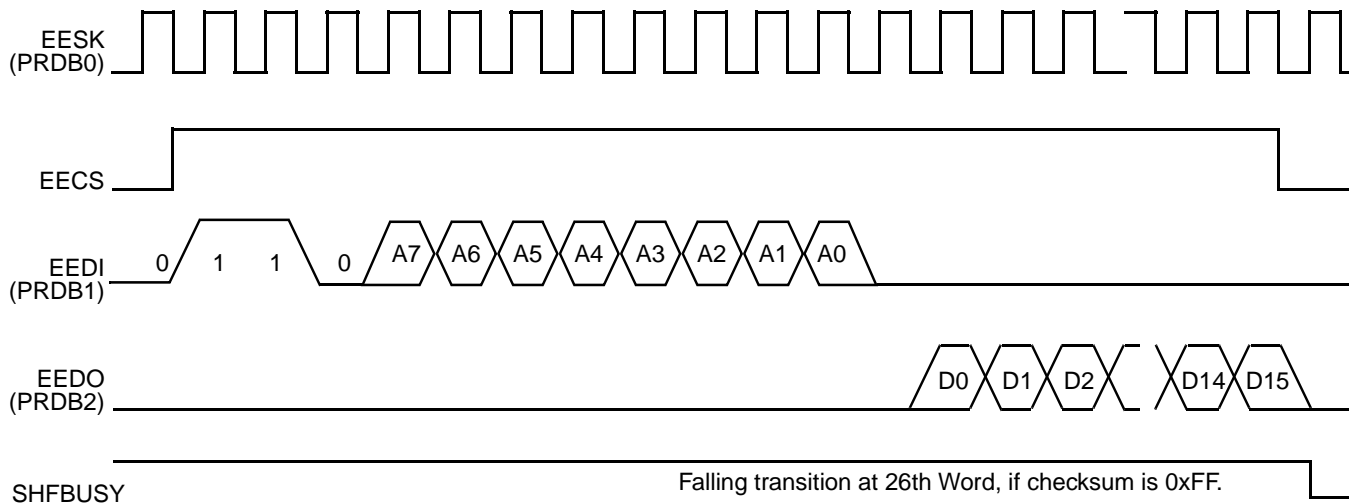 EESK
(PRDB0)
EECS
0 1 1 0 A7 A6 A5 A4 A3 A2 A1 A0
EEDI
(PRDB1)
D0 D1 D2 D14 D15
EEDO
(PRDB2)
Falling transition at 26th Word, if checksum is 0xFF.
SHFBUSY